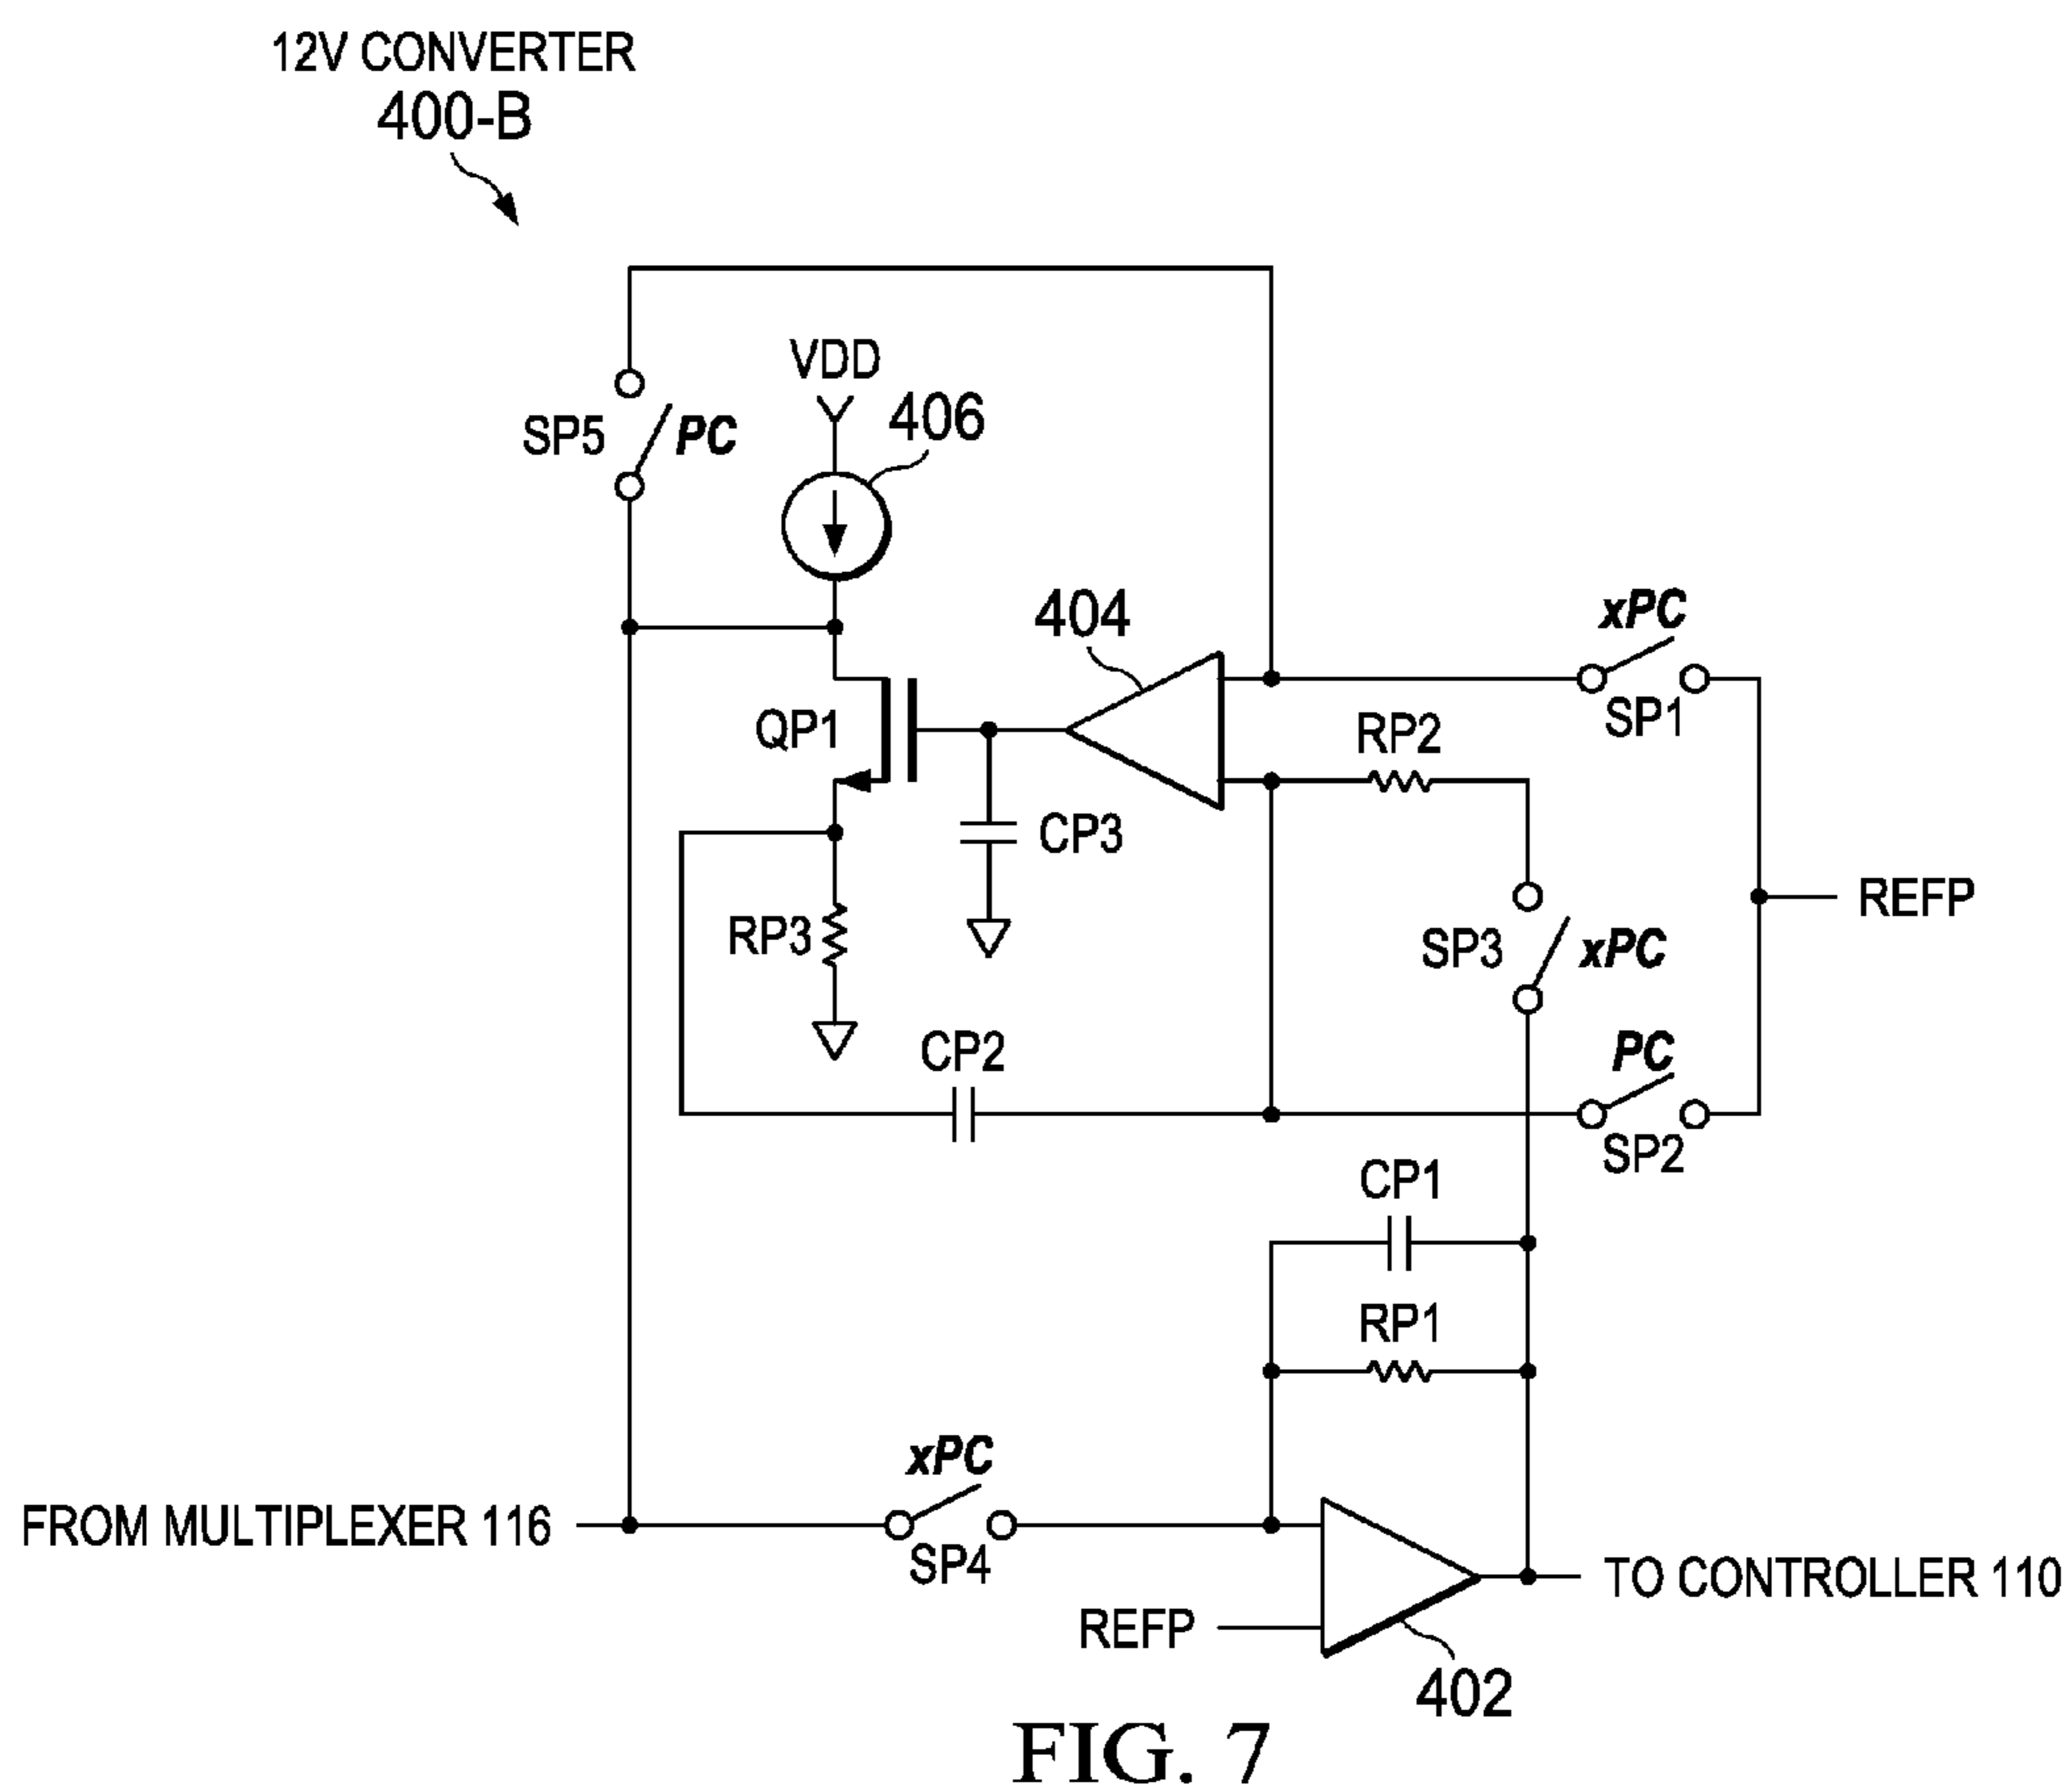 12V CONVERTER
400-B
VDD
406
SP5
PC
404
xPC
SP1
QP1
RP2
CP3
REFP
RP3
SP3
xPC
CP2
PC
SP2
CP1
RP1
xPC
FROM MULTIPLEXER 116
SP4
TO CONTROLLER 110
REFP
402
FIG. 7